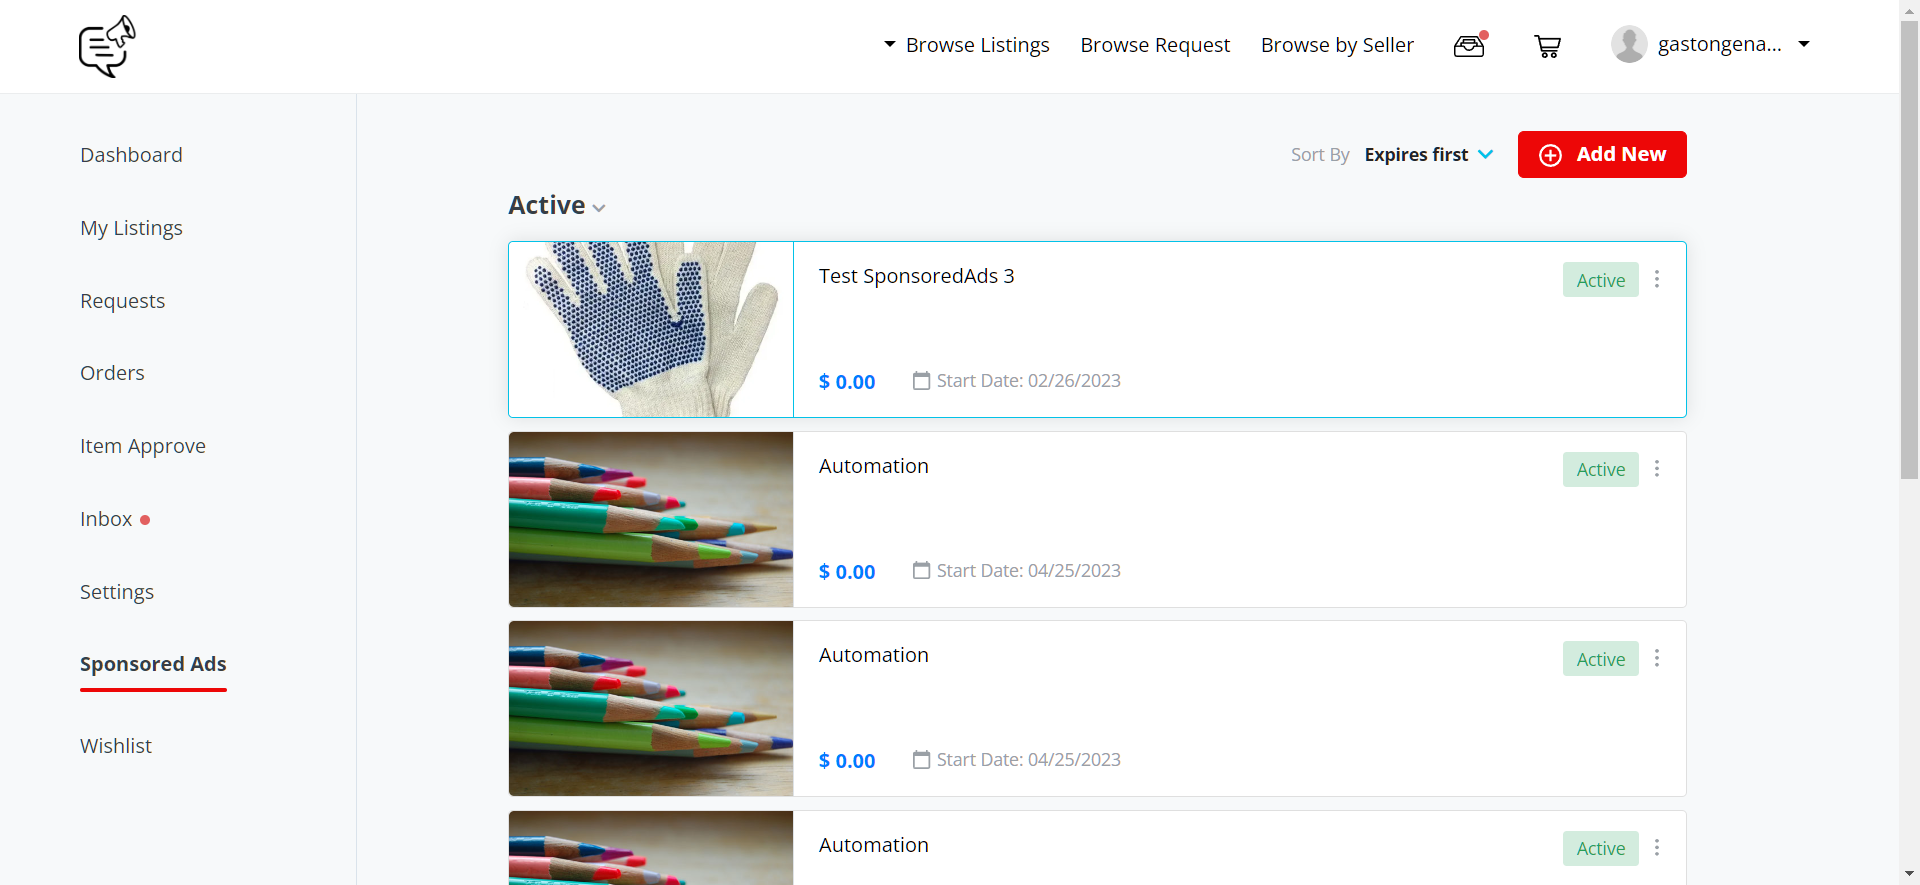 Browse Listings Browse Request Browse by Seller gastongena...
Dashboard
My Listings
Requests
Orders
Item Approve
Inbox
Settings
Sponsored Ads
Wishlist
Sort By Expires first Add New
Active
Test SponsoredAds 3 Active
$ 0.00 Start Date: 02/26/2023
Automation Active
$ 0.00 Start Date: 04/25/2023
Automation Active
$ 0.00 Start Date: 04/25/2023
Automation Active